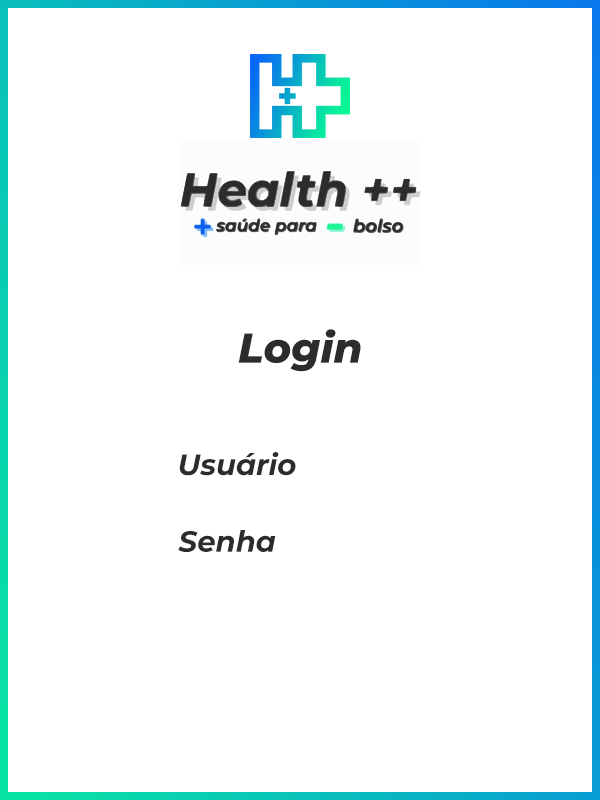 Health ++
+ saúde para - bolso
Login
Usuário
Senha